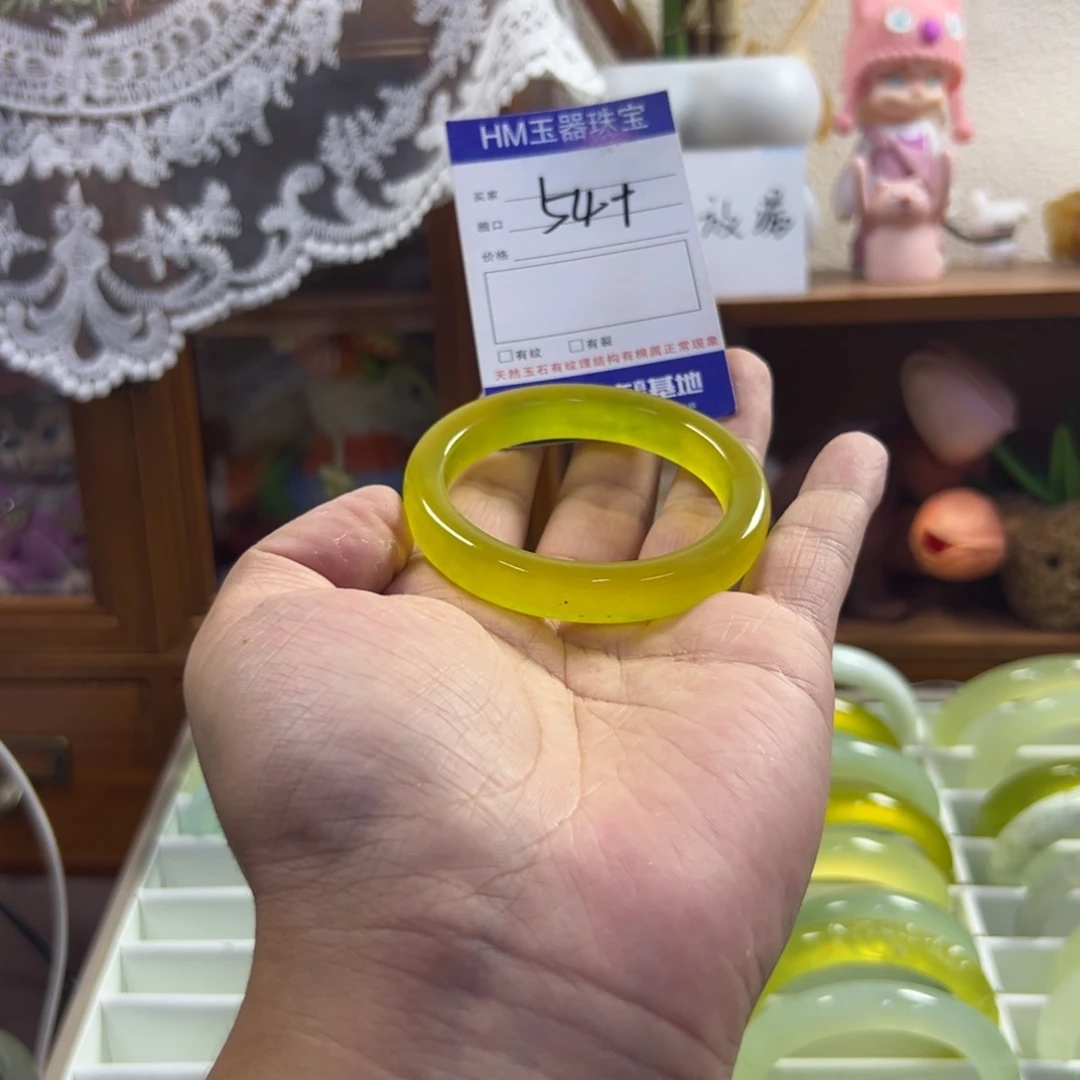 HM玉器珠宝
买家
圈口 54+
价格
□有纹 □有裂
天然玉石有纹理结构有棉属正常现象
基地